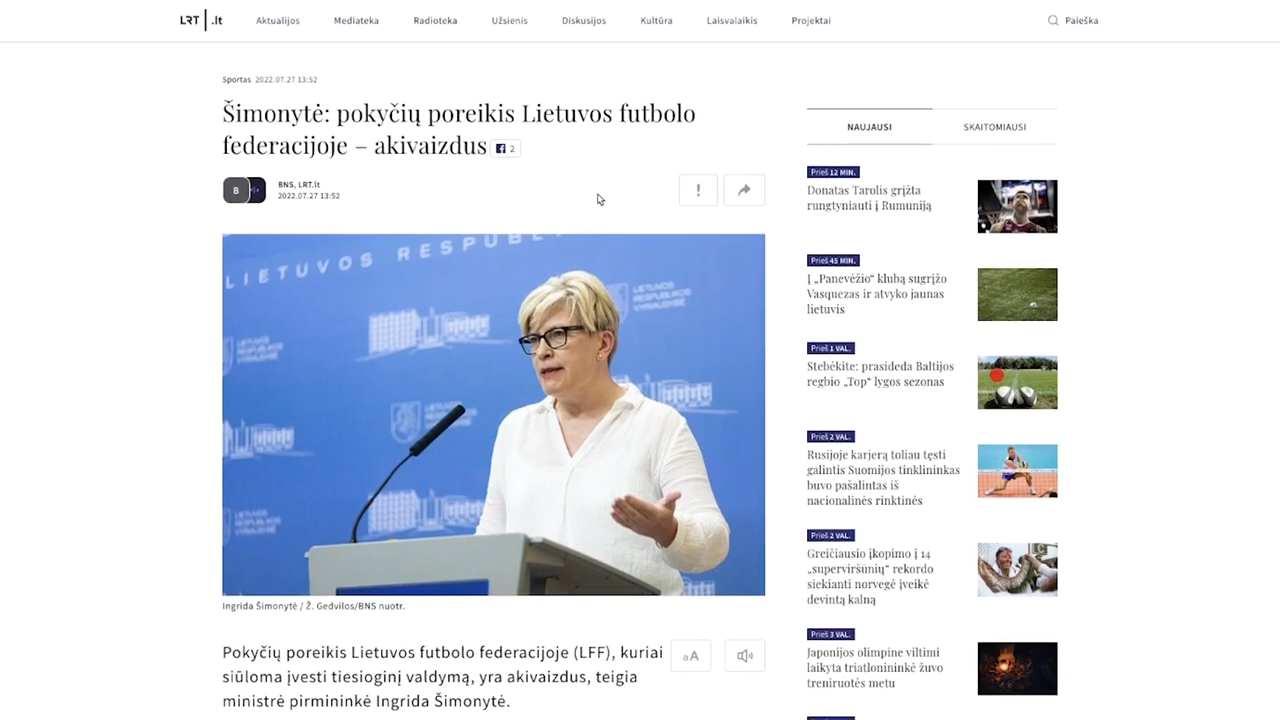 LRT .lt Aktualijos Mediateka Radioteka Užsienis Diskusijos Kultūra Laisvalaikis Projektai Paieška
Sportas 2022.07.27 13:52
Šimonytė: pokyčių poreikis Lietuvos futbolo
federacijoje – akivaizdus 2
B
BNS, LRT.lt
2022.07.27 13:52
LIETUVOS RESPUBL
LIETUVOS
RESPUBLIKOS
VYRIAUSYBĖ
Ingrida Šimonytė / Ž. Gedvilos/BNS nuotr.
Pokyčių poreikis Lietuvos futbolo federacijoje (LFF), kuriai
siūloma įvesti tiesioginį valdymą, yra akivaizdus, teigia
ministrė pirmininkė Ingrida Šimonytė.
aA
NAUJAUSI SKAITOMIAUSI
Prieš 12 MIN.
Donatas Tarolis grįžta
rungtyniauti į Rumuniją
Prieš 45 MIN.
Į „Panevėžio“ klubą sugrįžo
Vasquezas ir atvyko jaunas
lietuvis
Prieš 1 VAL.
Stebėkite: prasideda Baltijos
regbio „Top“ lygos sezonas
Prieš 2 VAL.
Rusijoje karjerą toliau tęsti
galintis Suomijos tinklininkas
buvo pašalintas iš
nacionalinės rinktinės
Prieš 2 VAL.
Greičiausio įkopimo į 14
„superviršūnių“ rekordo
siekianti norvegė įveikė
devintą kalną
Prieš 3 VAL.
Japonijos olimpine viltimi
laikyta triatlonininkė žuvo
treniruotės metu